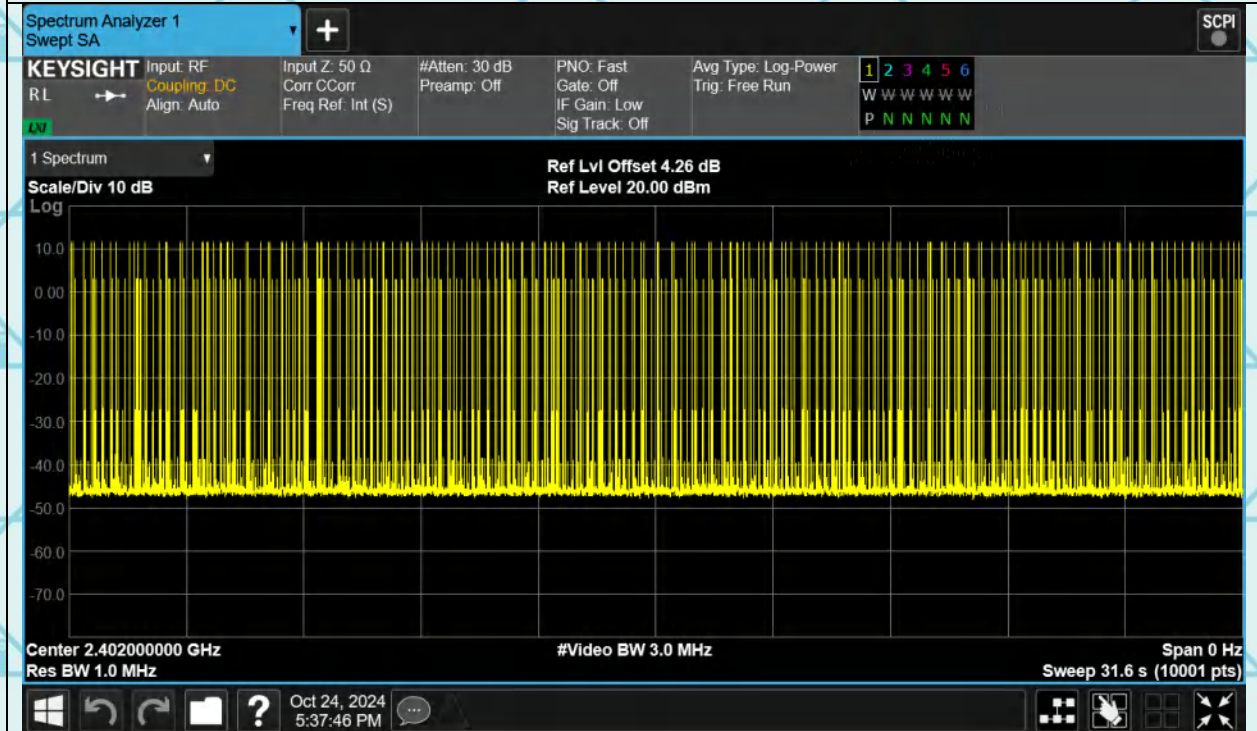 Spectrum Analyzer 1
Swept SA
+
SCPI
KEYSIGHT
R L
LXI
Input: RF
Coupling: DC
Align: Auto
Input Z: 50 Ω
Corr CCorr
Freq Ref: Int (S)
#Atten: 30 dB
Preamp: Off
PNO: Fast
Gate: Off
IF Gain: Low
Sig Track: Off
Avg Type: Log-Power
Trig: Free Run
1 2 3 4 5 6
W W W W W W
P N N N N N
1 Spectrum
Scale/Div 10 dB
Log
Ref Lvl Offset 4.26 dB
Ref Level 20.00 dBm
10.0
0.00
-10.0
-20.0
-30.0
-40.0
-50.0
-60.0
-70.0
Center 2.402000000 GHz
Res BW 1.0 MHz
#Video BW 3.0 MHz
Span 0 Hz
Sweep 31.6 s (10001 pts)
?
Oct 24, 2024
5:37:46 PM